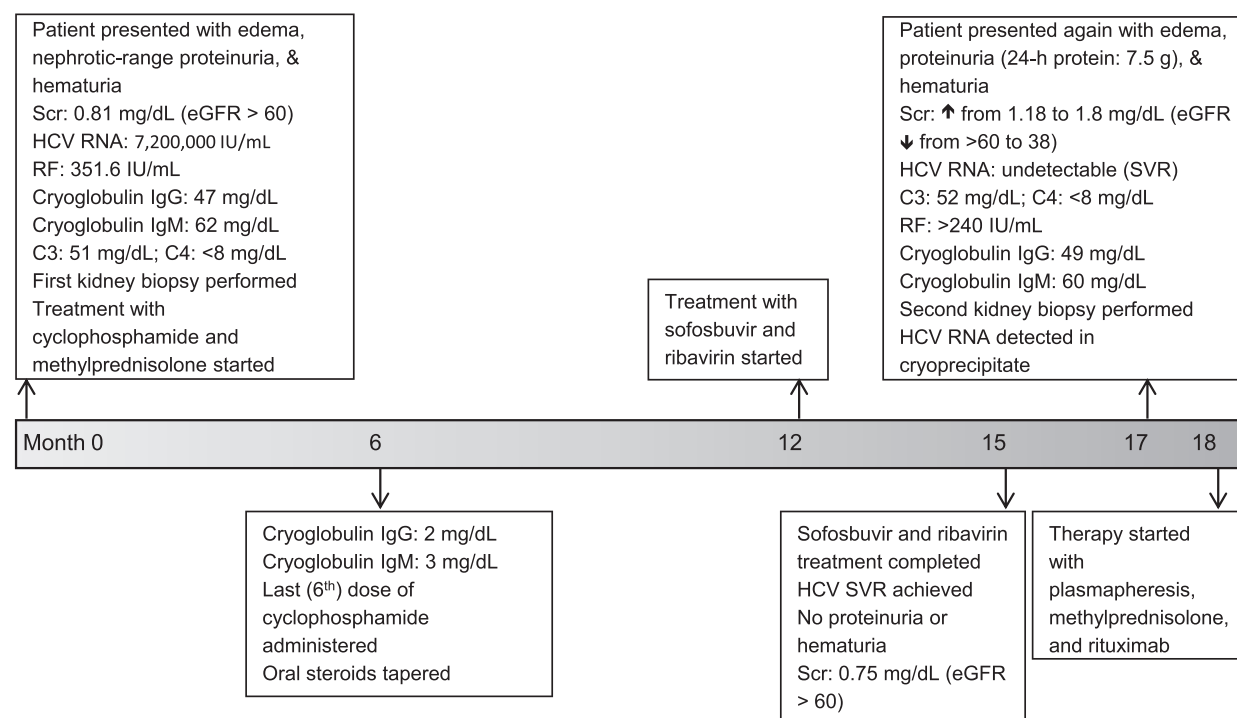 Patient presented with edema,
nephrotic-range proteinuria, &
hematuria
Scr: 0.81 mg/dL (eGFR > 60)
HCV RNA: 7,200,000 IU/mL
RF: 351.6 IU/mL
Cryoglobulin IgG: 47 mg/dL
Cryoglobulin IgM: 62 mg/dL
C3: 51 mg/dL; C4: <8 mg/dL
First kidney biopsy performed
Treatment with
cyclophosphamide and
methylprednisolone started
Treatment with
sofosbuvir and
ribavirin started
Patient presented again with edema,
proteinuria (24-h protein: 7.5 g), &
hematuria
Scr: 🡹 from 1.18 to 1.8 mg/dL (eGFR
🡻 from >60 to 38)
HCV RNA: undetectable (SVR)
C3: 52 mg/dL; C4: <8 mg/dL
RF: >240 IU/mL
Cryoglobulin IgG: 49 mg/dL
Cryoglobulin IgM: 60 mg/dL
Second kidney biopsy performed
HCV RNA detected in
cryoprecipitate
Month 0 6 12 15 17 18
Cryoglobulin IgG: 2 mg/dL
Cryoglobulin IgM: 3 mg/dL
Last (6th) dose of
cyclophosphamide
administered
Oral steroids tapered
Sofosbuvir and ribavirin
treatment completed
HCV SVR achieved
No proteinuria or
hematuria
Scr: 0.75 mg/dL (eGFR
> 60)
Therapy started
with
plasmapheresis,
methylprednisolone,
and rituximab